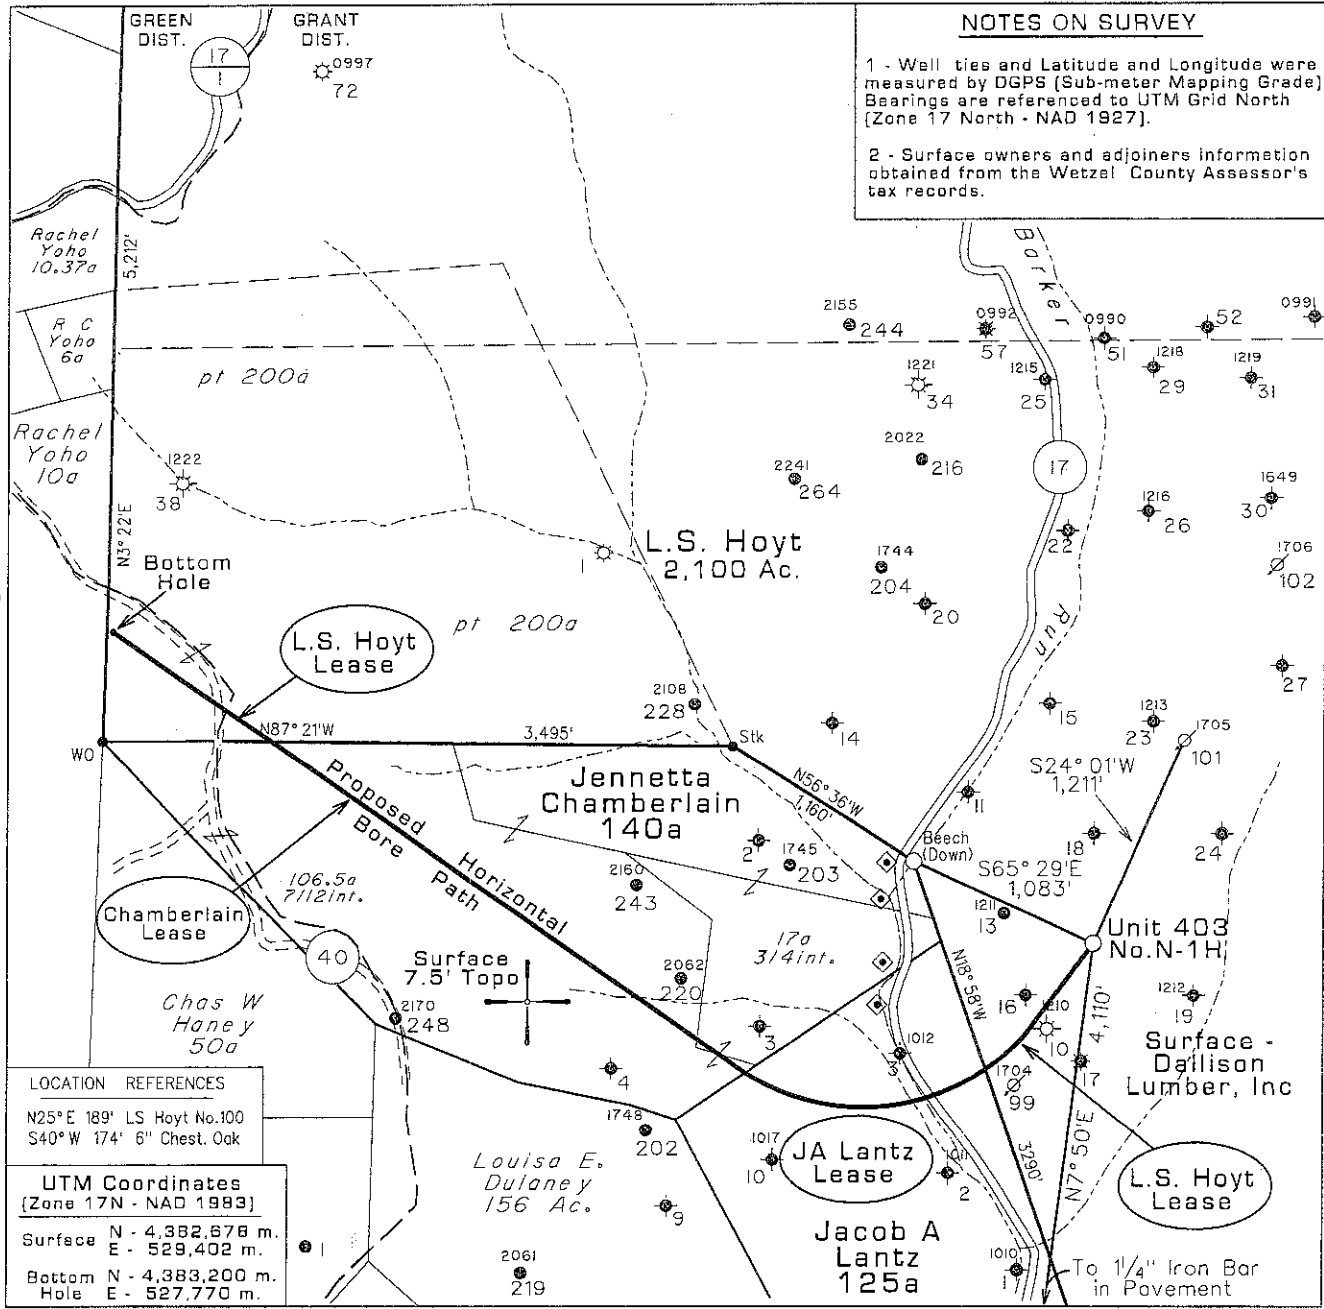 GREEN
DIST.
GRANT
DIST.
17
1
0997
72
NOTES ON SURVEY
1 - Well ties and Latitude and Longitude were
measured by DGPS (Sub-meter Mapping Grade)
Bearings are referenced to UTM Grid North
(Zone 17 North - NAD 1927).
2 - Surface owners and adjoiners information
obtained from the Wetzel County Assessor's
tax records.
Rachel
Yoho
10.37a
5,212'
R C
Yoho
6a
pt 200a
Barker
2155
244
0992
57
0990
51
52
0991
1221
34
1215
25
1218
29
1219
31
Rachel
Yoho
10a
1222
38
2022
216
2241
264
17
1216
26
1649
30
N3° 22'E
22
1706
102
1
L.S. Hoyt
2,100 Ac.
1744
204
20
Bottom
Hole
pt 200a
L.S. Hoyt
Lease
Run
27
2108
228
14
15
1213
23
1705
101
WO
N87° 21'W
3,495'
Stk
S24° 01'W
1,211'
Proposed
Bore
Horizontal
Path
Jennetta
Chamberlain
140a
N56° 36'W
1,160'
11
2
1745
203
Beech
(Down)
18
24
S65° 29'E
1,083'
106.5a
7/12int.
2160
243
1211
13
Chamberlain
Lease
17a
3/4int.
Unit 403
No.N-1H
40
Surface
7.5' Topo
2062
220
N18° 58'W
Chas W
Haney
50a
2170
248
16
1210
10
4,110'
1212
19
3
1012
3
Surface -
Dallison
Lumber, Inc
4
1704
99
17
LOCATION REFERENCES
N25°E 189' LS Hoyt No.100
S40°W 174' 6" Chest. Oak
1748
202
1017
10
JA Lantz
Lease
1011
2
3290'
N7° 50'E
L.S. Hoyt
Lease
Louisa E.
Dulaney
156 Ac.
9
UTM Coordinates
(Zone 17N - NAD 1983)
Surface N - 4,382,678 m.
E - 529,402 m.
Bottom N - 4,383,200 m.
Hole E - 527,770 m.
1
2061
219
Jacob A
Lantz
125a
1010
1
To 1 1/4" Iron Bar
in Pavement